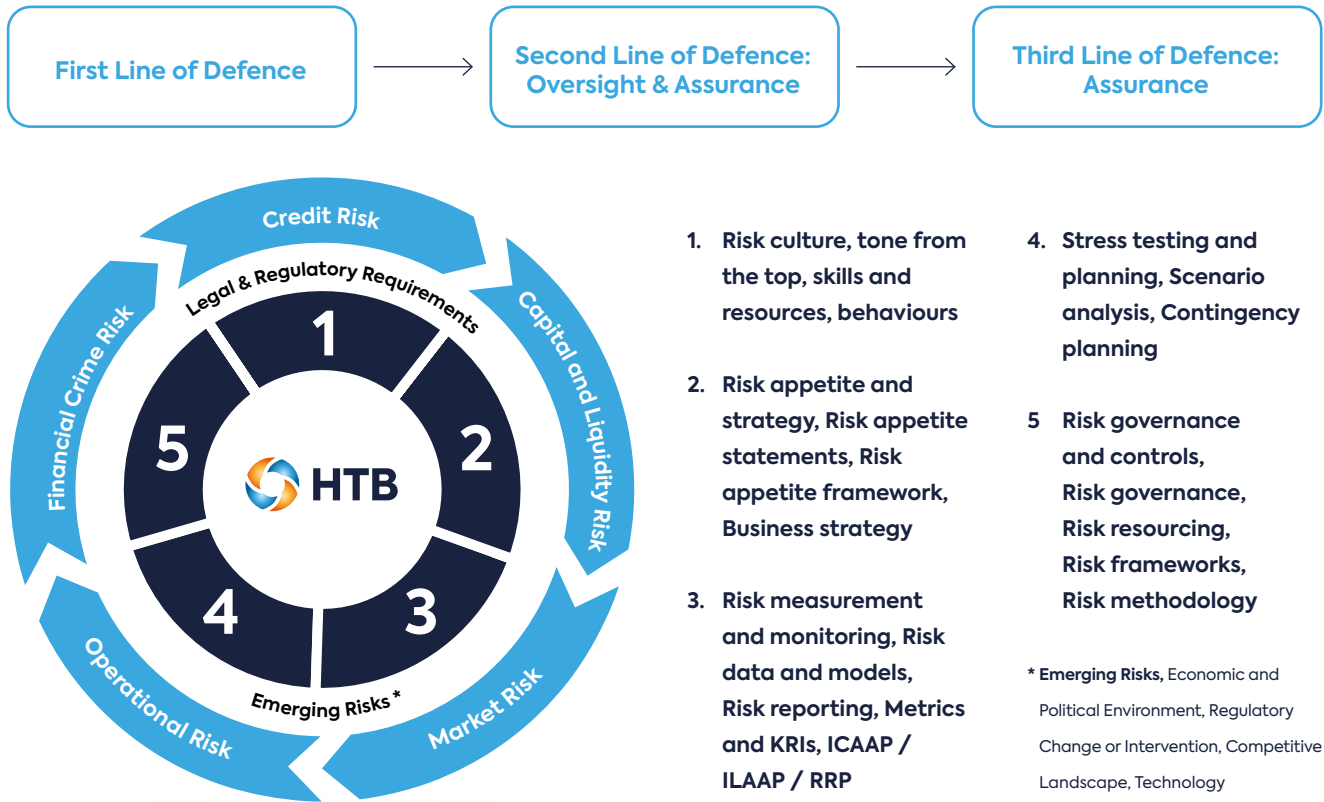 First Line of Defence
Second Line of Defence:
Oversight & Assurance
Third Line of Defence:
Assurance
Credit Risk
Capital and Liquidity Risk
Market Risk
Operational Risk
Financial Crime Risk
Legal & Regulatory Requirements
Emerging Risks *
1
2
3
4
5
HTB
1. Risk culture, tone from
the top, skills and
resources, behaviours
2. Risk appetite and
strategy, Risk appetite
statements, Risk
appetite framework,
Business strategy
3. Risk measurement
and monitoring, Risk
data and models,
Risk reporting, Metrics
and KRIs, ICAAP /
ILAAP / RRP
4. Stress testing and
planning, Scenario
analysis, Contingency
planning
5 Risk governance
and controls,
Risk governance,
Risk resourcing,
Risk frameworks,
Risk methodology
* Emerging Risks, Economic and
Political Environment, Regulatory
Change or Intervention, Competitive
Landscape, Technology